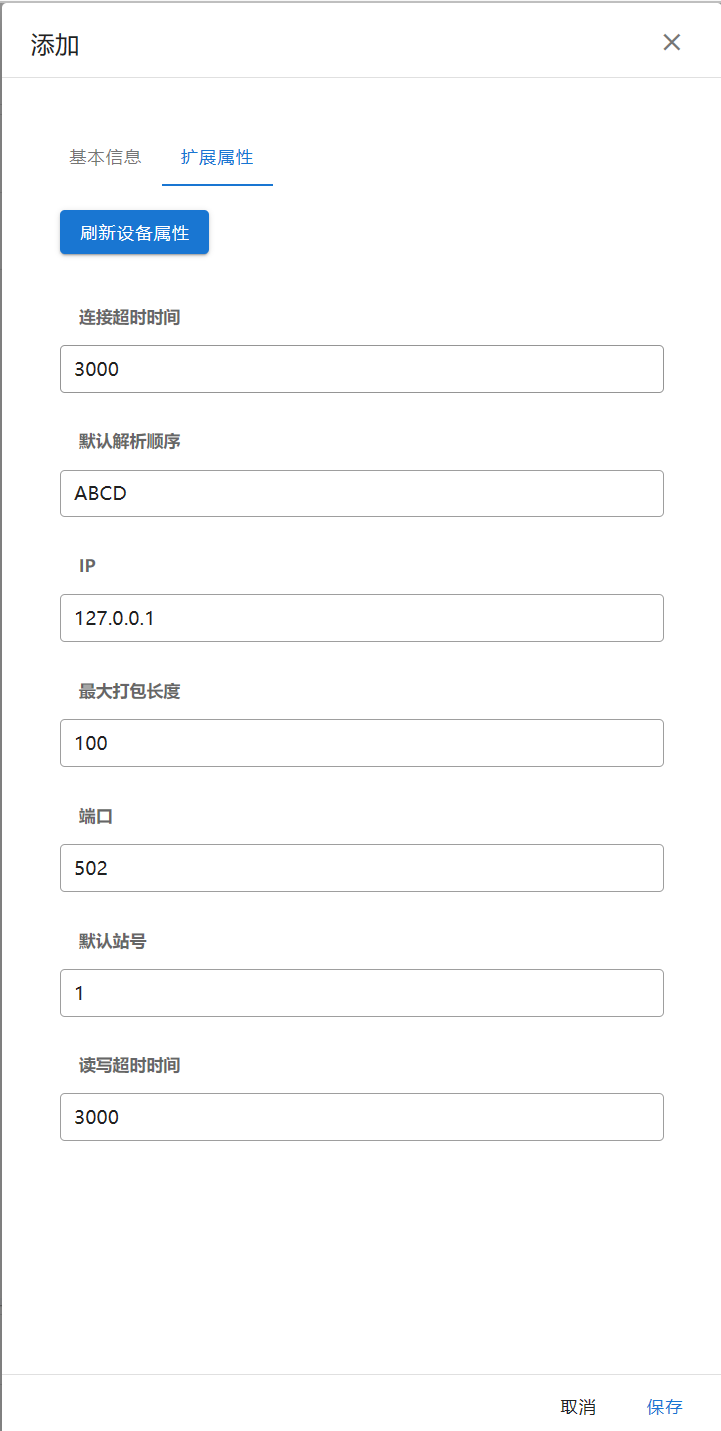 添加
基本信息 扩展属性
刷新设备属性
连接超时时间
3000
默认解析顺序
ABCD
IP
127.0.0.1
最大打包长度
100
端口
502
默认站号
1
读写超时时间
3000
取消 保存